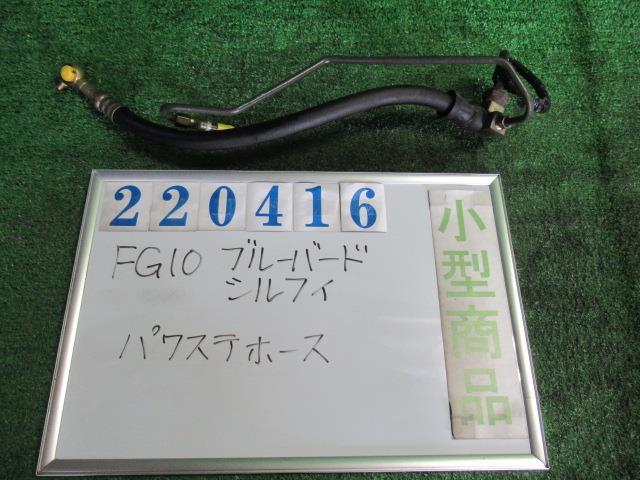 220416
FG10 ブルーバード
シルフィ
パワステホース
小型商品